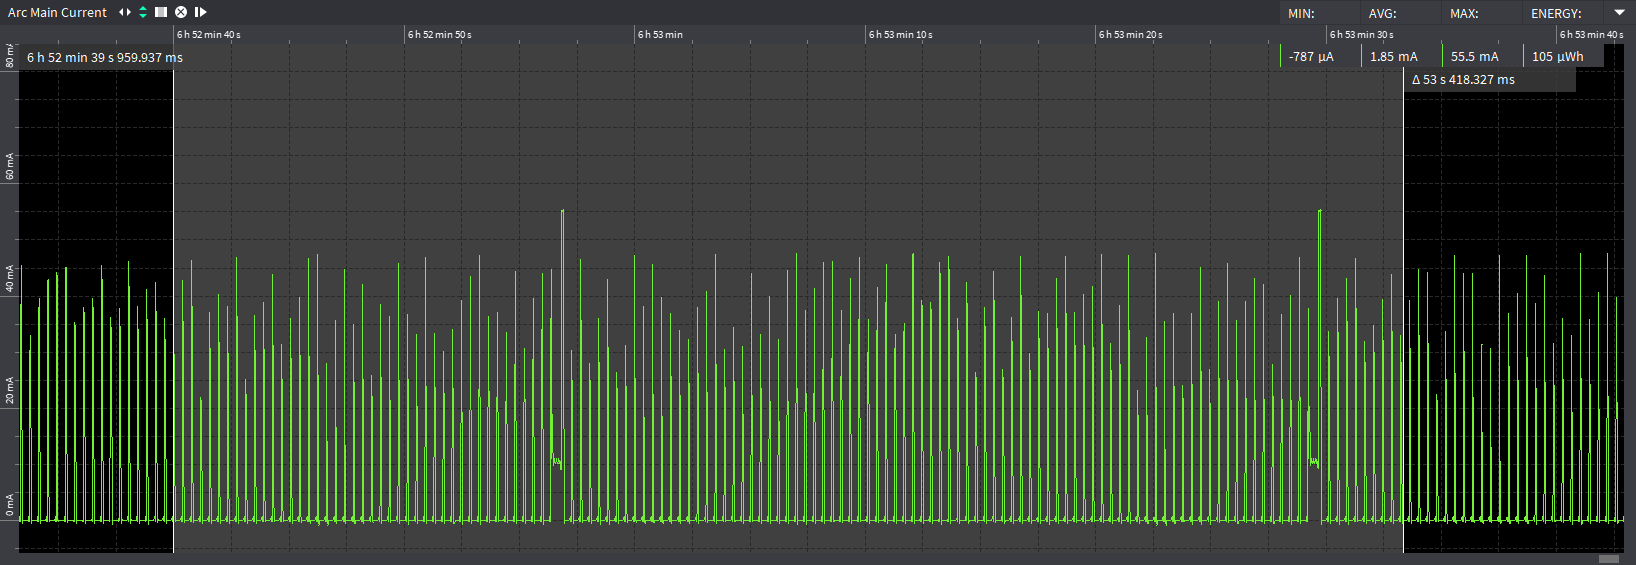 Arc Main Current
MIN: AVG: MAX: ENERGY:
6 h 52 min 40 s 6 h 52 min 50 s 6 h 53 min 6 h 53 min 10 s 6 h 53 min 20 s 6 h 53 min 30 s 6 h 53 min 40 s
6 h 52 min 39 s 959.937 ms
-787 µA 1.85 mA 55.5 mA 105 µWh
Δ 53 s 418.327 ms
80 mA
60 mA
40 mA
20 mA
0 mA